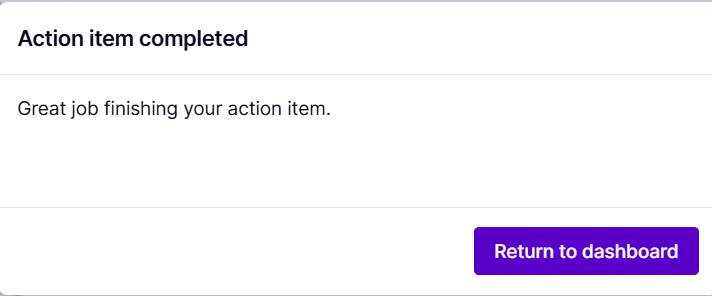 Action item completed
Great job finishing your action item.
Return to dashboard